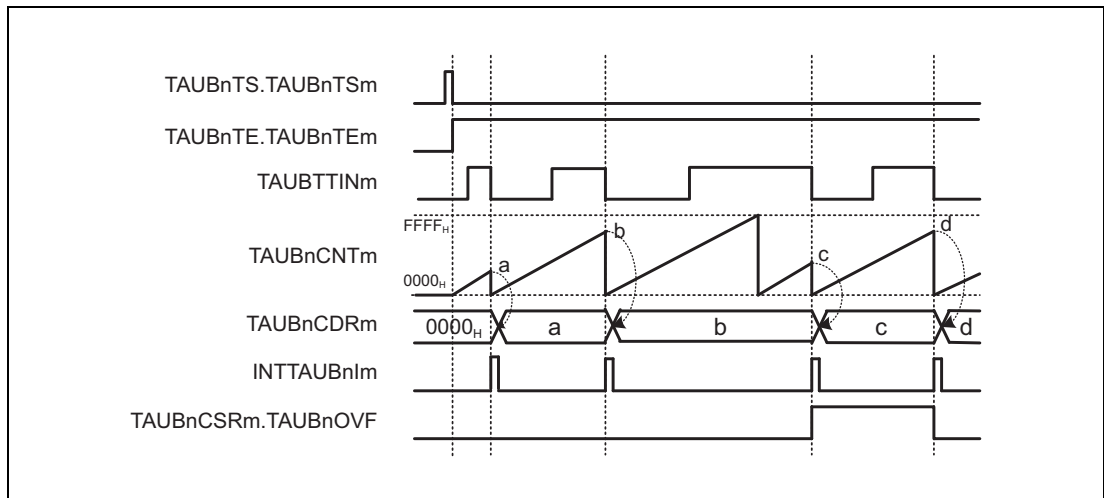 TAUBnTS.TAUBnTSm
TAUBnTE.TAUBnTEm
TAUBTTINm
FFFFH
TAUBnCNTm
0000H
a
b
c
d
TAUBnCDRm
0000H a b c d
INTTAUBnIm
TAUBnCSRm.TAUBnOVF